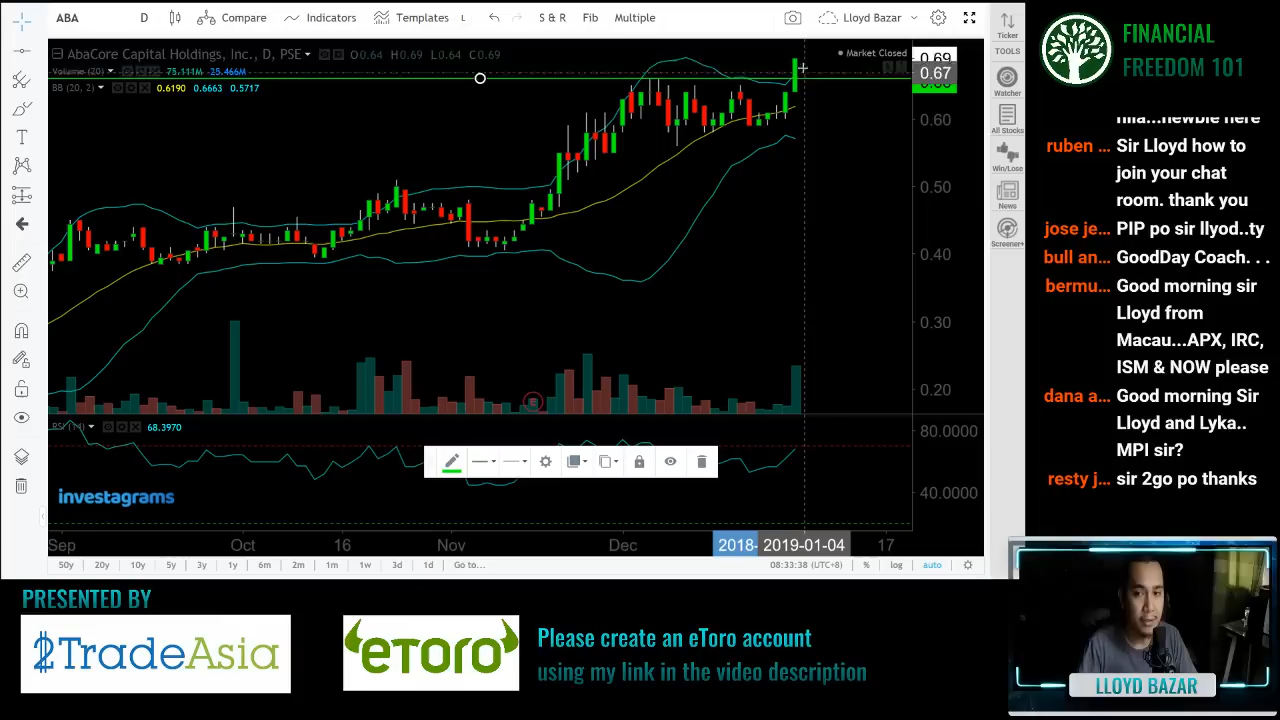 ABA
D
Compare
Indicators
Templates
L
S & R
Fib
Multiple
Lloyd Bazar
AbaCore Capital Holdings, Inc., D, PSE
O0.64 H0.69 L0.64 C0.69
Market Closed
Volume (20)
75.111M 25.466M
BB (20, 2)
0.6190 0.6663 0.5717
0.69
0.67
0.60
0.50
0.40
0.30
0.20
E
RSI (14)
68.3970
80.0000
40.0000
investagrams
Sep
Oct
16
Nov
Dec
2018-
2019-01-04
17
50y
20y
10y
5y
3y
1y
6m
2m
1m
1w
3d
1d
Go to...
08:33:38 (UTC+8)
%
log
auto
Ticker
TOOLS
Watcher
All Stocks
Win/Lose
News
Screener+
FINANCIAL
FREEDOM 101
ruben ... Sir Lloyd how to
join your chat
room. thank you
jose je... PIP po sir llyod..ty
bull an... GoodDay Coach. . .
bermu... Good morning sir
Lloyd from
Macau...APX, IRC,
ISM & NOW please
dana a... Good morning Sir
Lloyd and Lyka..
MPI sir?
resty j... sir 2go po thanks
PRESENTED BY
2TradeAsia
eToro
Please create an eToro account
using my link in the video description
LLOYD BAZAR